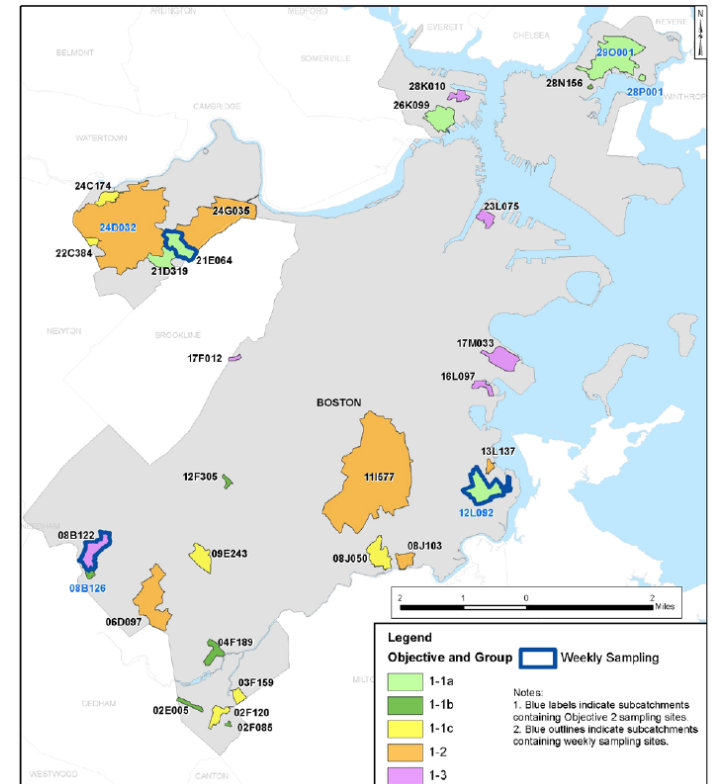 ARLINGTON
MEDFORD
EVERETT
REVERE
N
BELMONT
CHELSEA
SOMERVILLE
29O001
28N156
28P001
WINTHROP
28K010
26K099
CAMBRIDGE
WATERTOWN
24C174
24G035
24D032
23L075
22C384
21E064
21D319
NEWTON
BROOKLINE
17F012
17M033
16L097
BOSTON
13L137
12F305
11I577
12L092
NEEDHAM
08B122
09E243
08J050
08J103
08B126
06D097
2 1 0 2
Miles
04F189
MILTON
03F159
DEDHAM
02E005
02F120
02F085
WESTWOOD
CANTON
Legend
Objective and Group Weekly Sampling
1-1a
1-1b
1-1c
1-2
1-3
Notes:
1. Blue labels indicate subcatchments
containing Objective 2 sampling sites.
2. Blue outlines indicate subcatchments
containing weekly sampling sites.